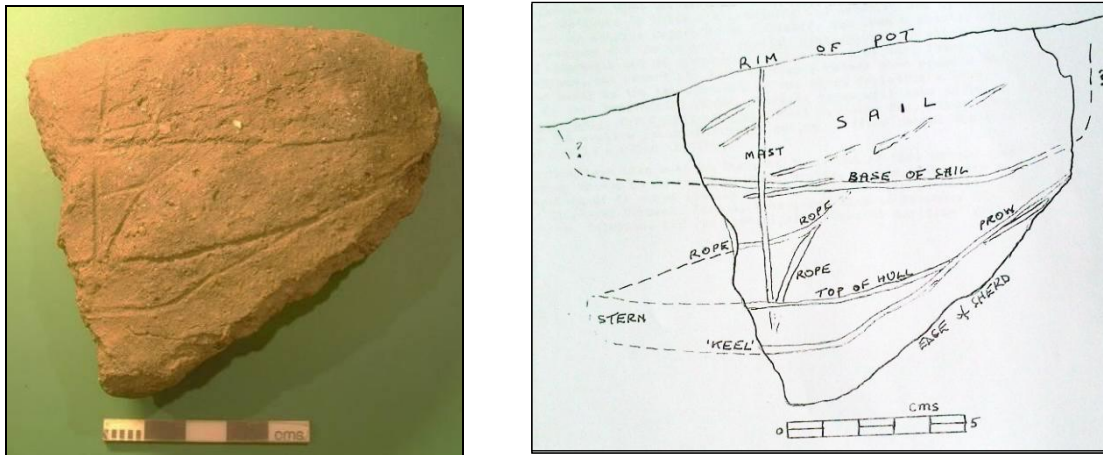 cms
RIM OF POT
?
SAIL
MAST
BASE OF SAIL
ROPE
ROPE
PROW
ROPE
TOP OF HULL
STERN
'KEEL'
EDGE OF SHERD
cms
0 5